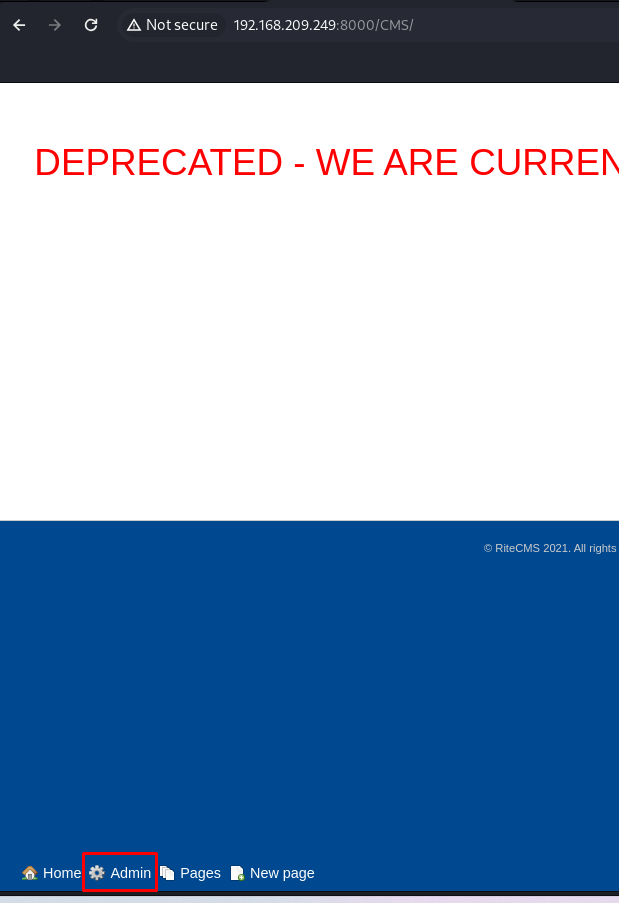 Not secure 192.168.209.249:8000/CMS/
DEPRECATED - WE ARE CURREN
© RiteCMS 2021. All rights
Home Admin Pages New page